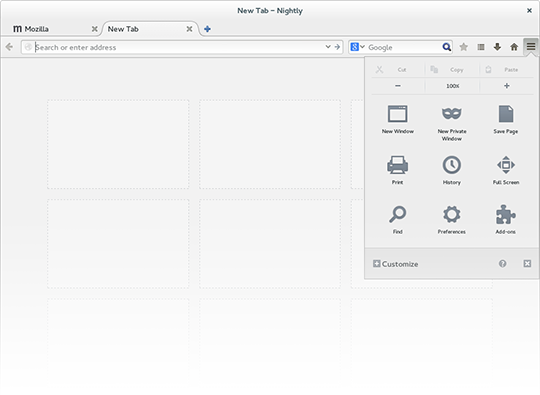 New Tab – Nightly
m Mozilla
New Tab
Search or enter address
8 Google
Cut Copy Paste
– 100% +
New Window New Private Window Save Page
Print History Full Screen
Find Preferences Add-ons
Customize